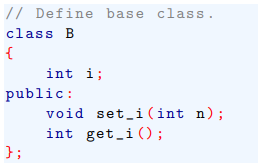 // Define base class.
class B
{
    int i;
public:
    void set_i(int n);
    int get_i();
};